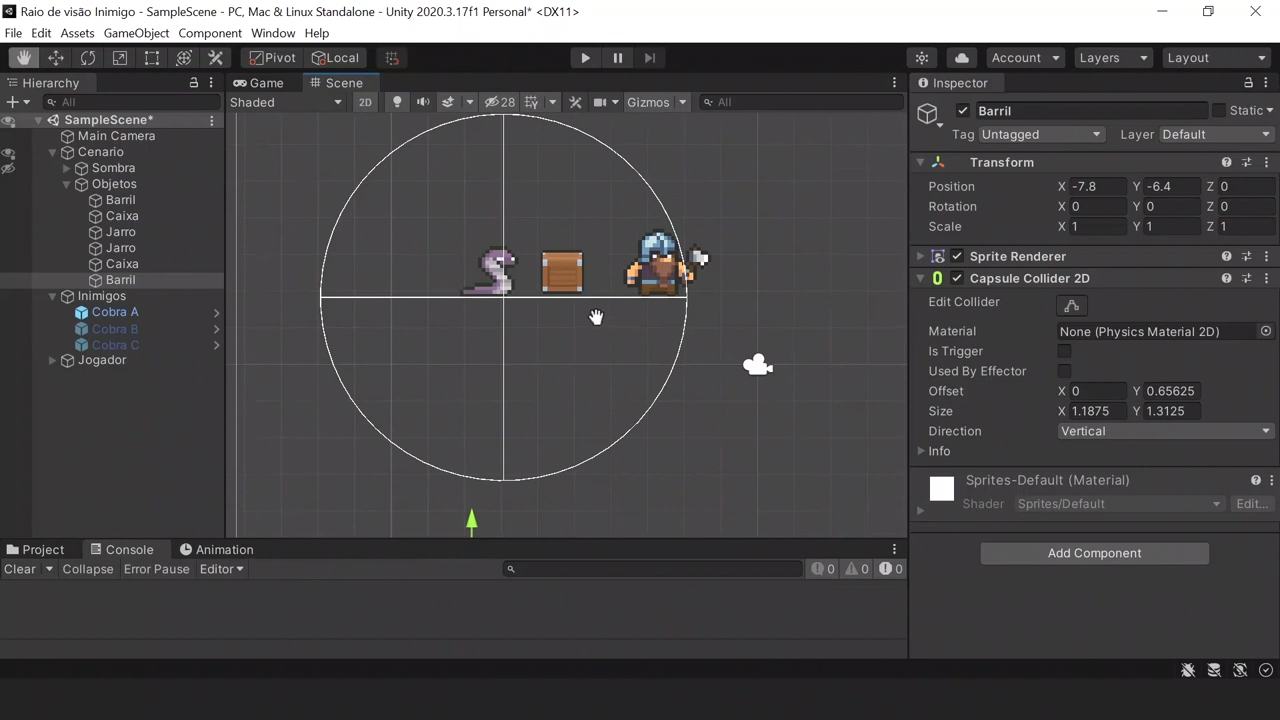 Raio de visão Inimigo - SampleScene - PC, Mac & Linux Standalone - Unity 2020.3.17f1 Personal* <DX11>
File Edit Assets GameObject Component Window Help
Pivot Local Account Layers Layout
Hierarchy
All
SampleScene*
Main Camera
Cenario
Sombra
Objetos
Barril
Caixa
Jarro
Jarro
Caixa
Barril
Inimigos
Cobra A
Cobra B
Cobra C
Jogador
Game Scene
Shaded 2D 28 Gizmos All
Inspector
Barril Static
Tag Untagged Layer Default
Transform
Position X -7.8 Y -6.4 Z 0
Rotation X 0 Y 0 Z 0
Scale X 1 Y 1 Z 1
Sprite Renderer
Capsule Collider 2D
Edit Collider
Material None (Physics Material 2D)
Is Trigger
Used By Effector
Offset X 0 Y 0.65625
Size X 1.1875 Y 1.3125
Direction Vertical
Info
Sprites-Default (Material)
Shader Sprites/Default Edit...
Add Component
Project Console Animation
Clear Collapse Error Pause Editor 0 0 0